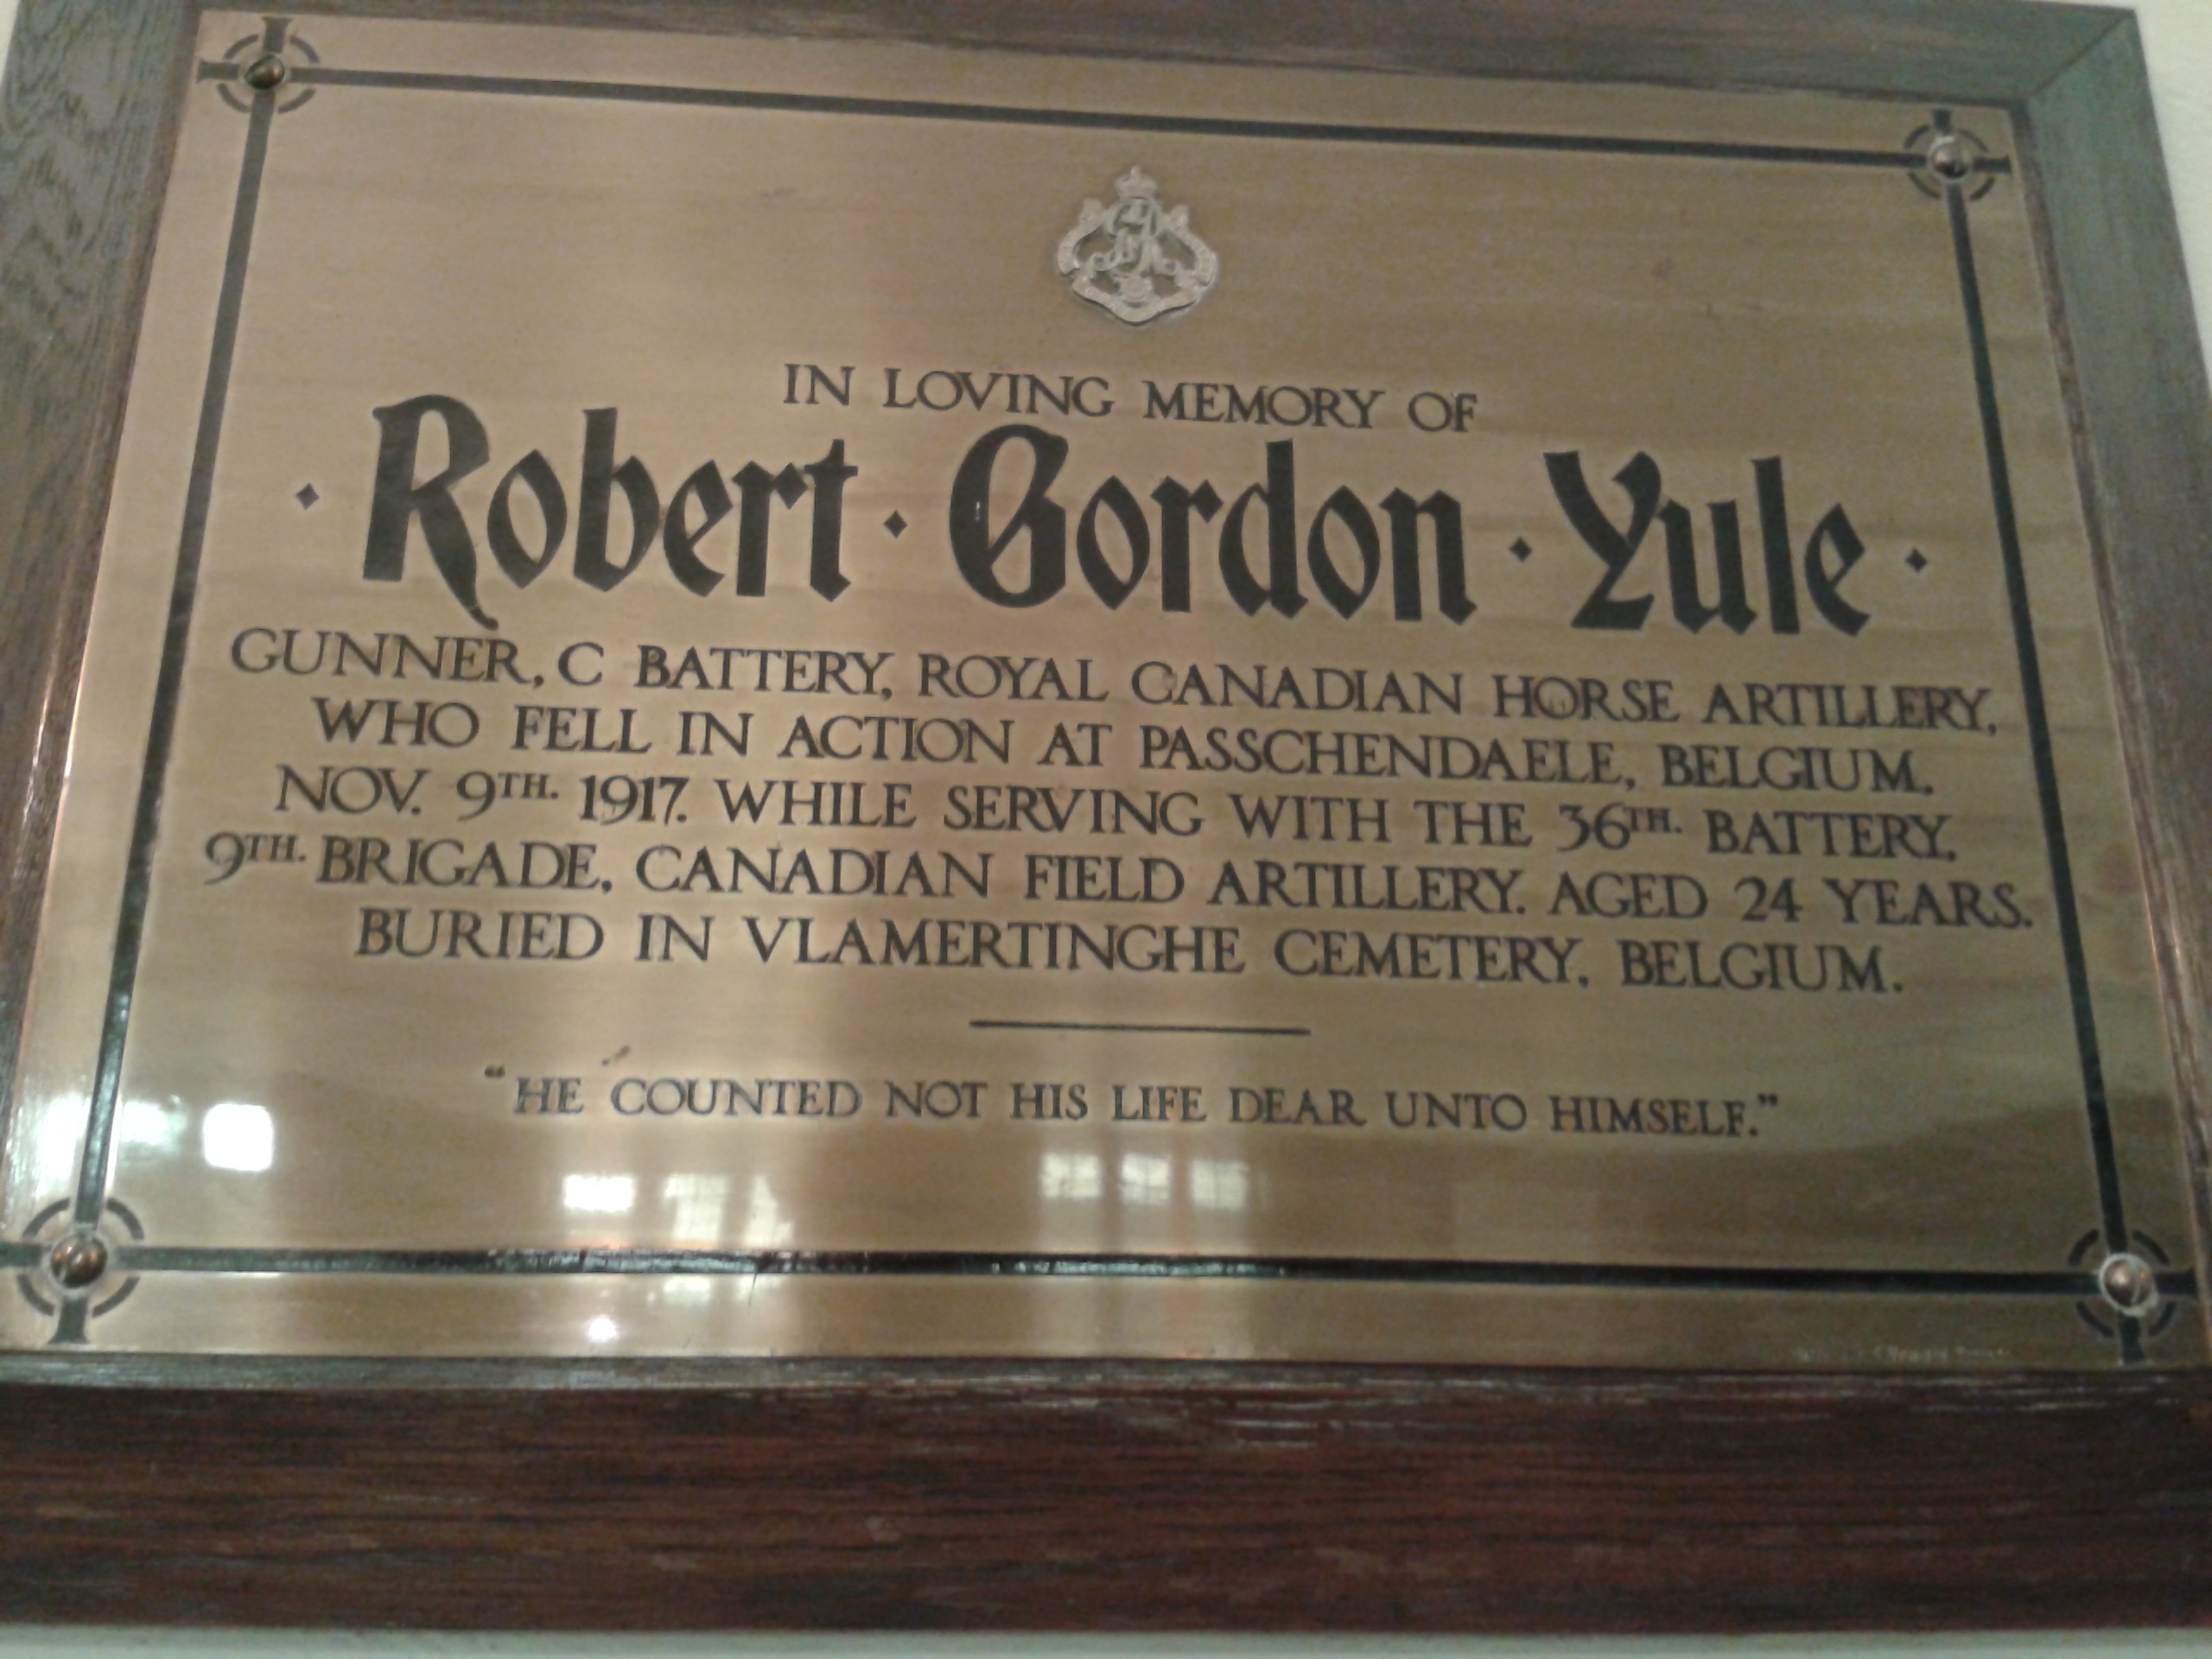 IN LOVING MEMORY OF
· Robert · Gordon · Yule ·
GUNNER, C BATTERY, ROYAL CANADIAN HORSE ARTILLERY,
WHO FELL IN ACTION AT PASSCHENDAELE, BELGIUM,
NOV. 9TH. 1917. WHILE SERVING WITH THE 36TH. BATTERY,
9TH. BRIGADE, CANADIAN FIELD ARTILLERY. AGED 24 YEARS.
BURIED IN VLAMERTINGHE CEMETERY, BELGIUM.
“HE COUNTED NOT HIS LIFE DEAR UNTO HIMSELF.”